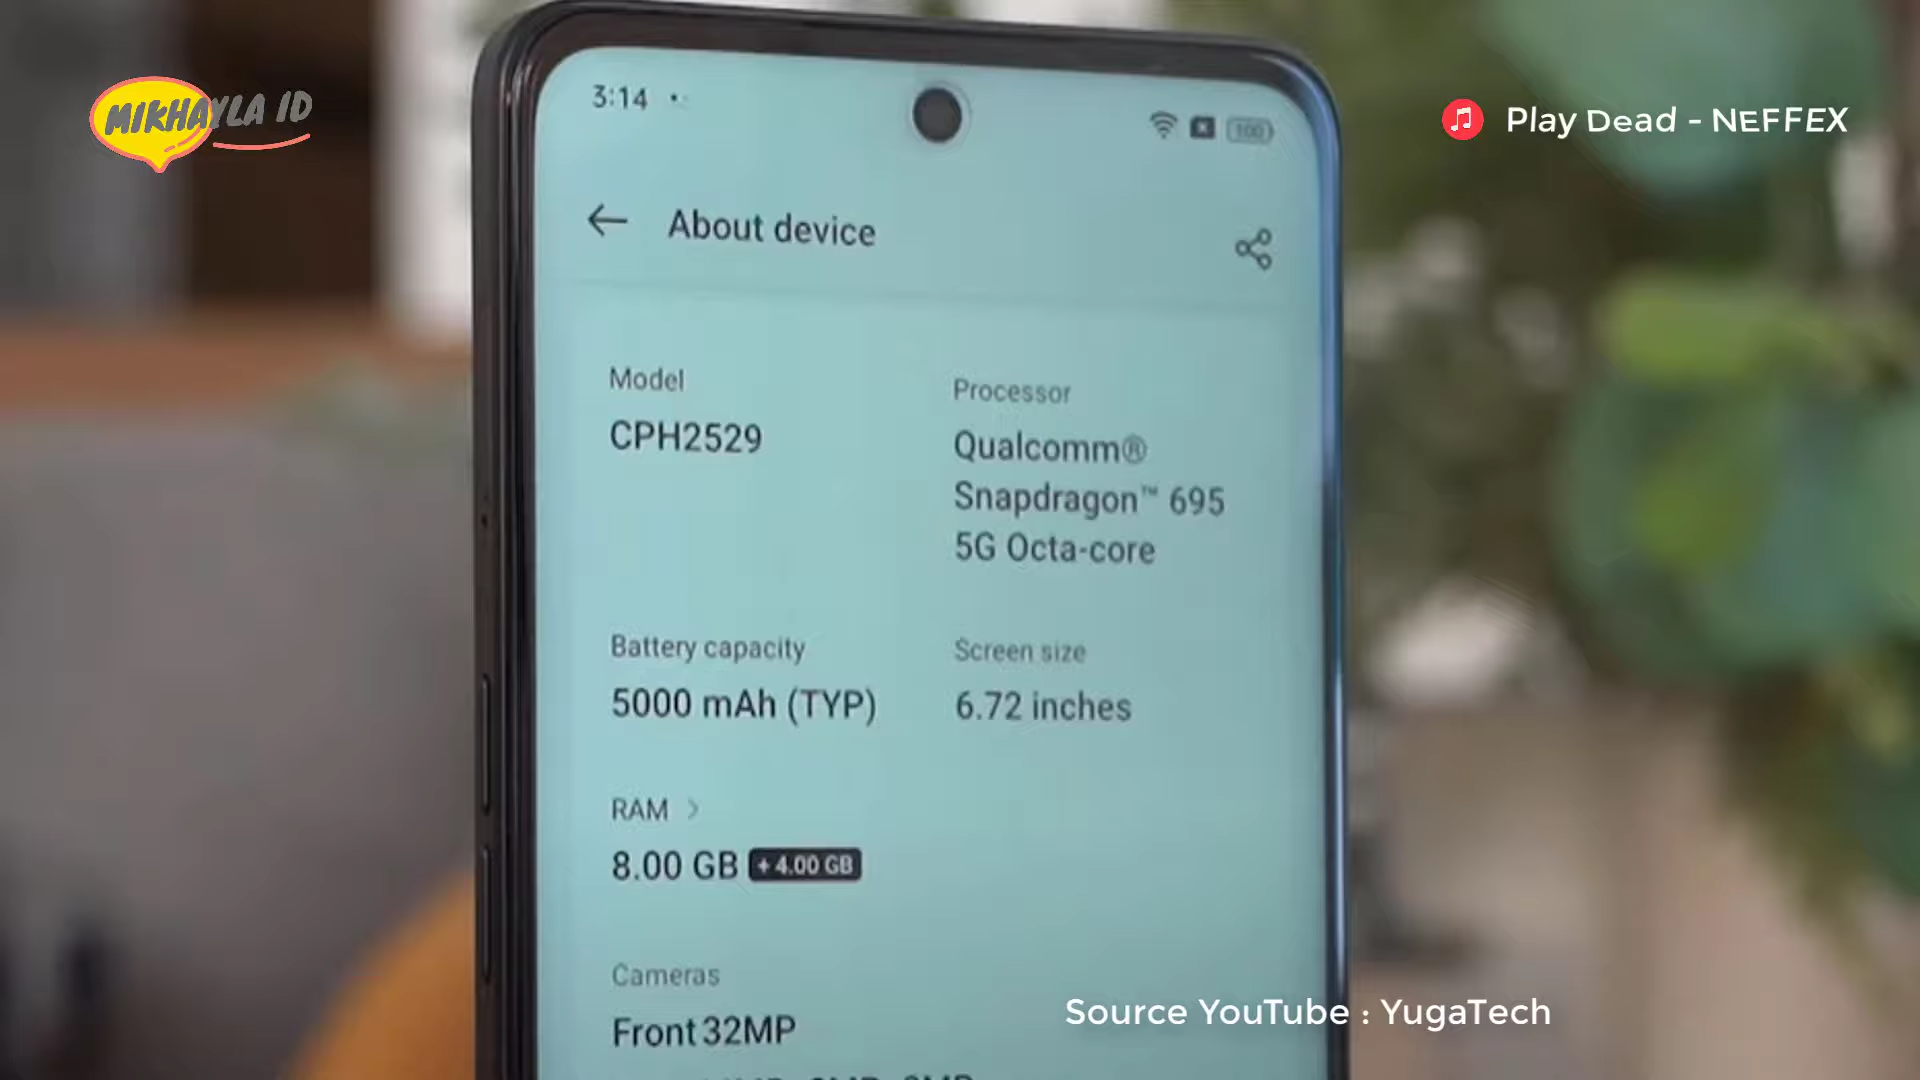 MIKHAYLA ID
Play Dead - NEFFEX
3:14
100
About device
Model
CPH2529
Processor
Qualcomm®
Snapdragon™ 695
5G Octa-core
Battery capacity
5000 mAh (TYP)
Screen size
6.72 inches
RAM >
8.00 GB + 4.00 GB
Cameras
Front 32MP
Source YouTube : YugaTech